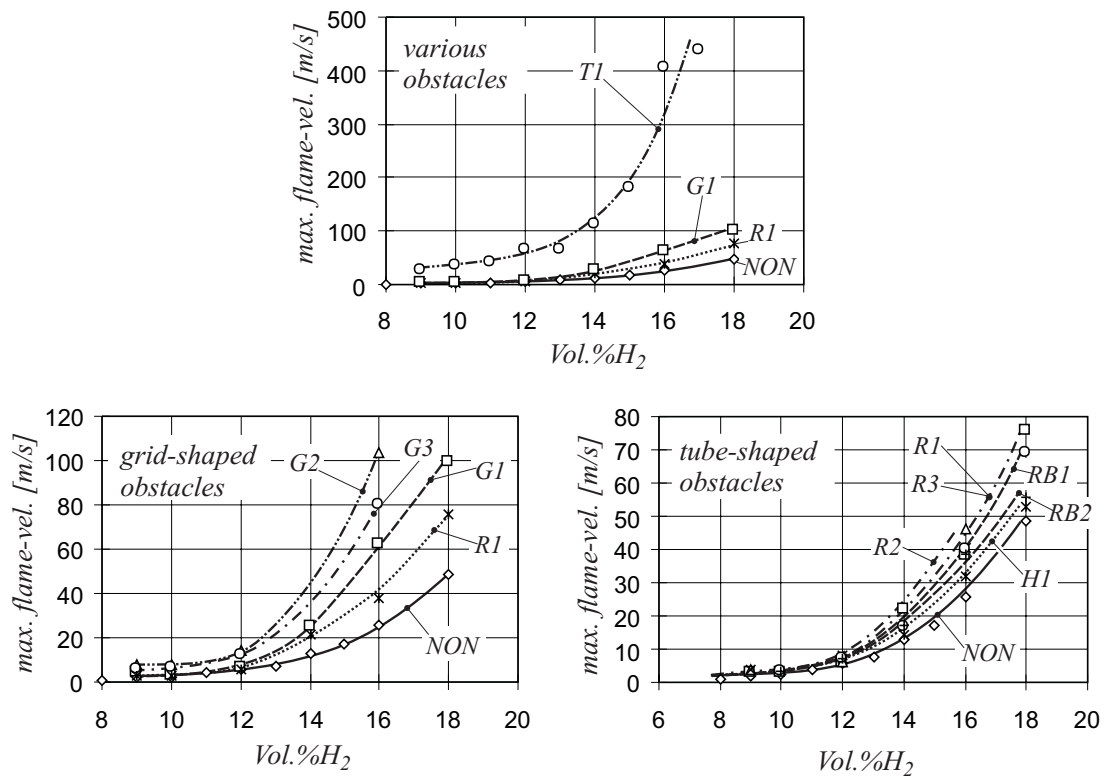 max. flame-vel. [m/s]
500
400
300
200
100
0
various
obstacles
T1
G1
R1
NON
8 10 12 14 16 18 20
Vol.%H2
max. flame-vel. [m/s]
120
100
80
60
40
20
0
grid-shaped
obstacles
G2
G3
G1
R1
NON
8 10 12 14 16 18 20
Vol.%H2
max. flame-vel. [m/s]
80
70
60
50
40
30
20
10
0
tube-shaped
obstacles
R1
R3
RB1
RB2
R2
H1
NON
6 8 10 12 14 16 18 20
Vol.%H2